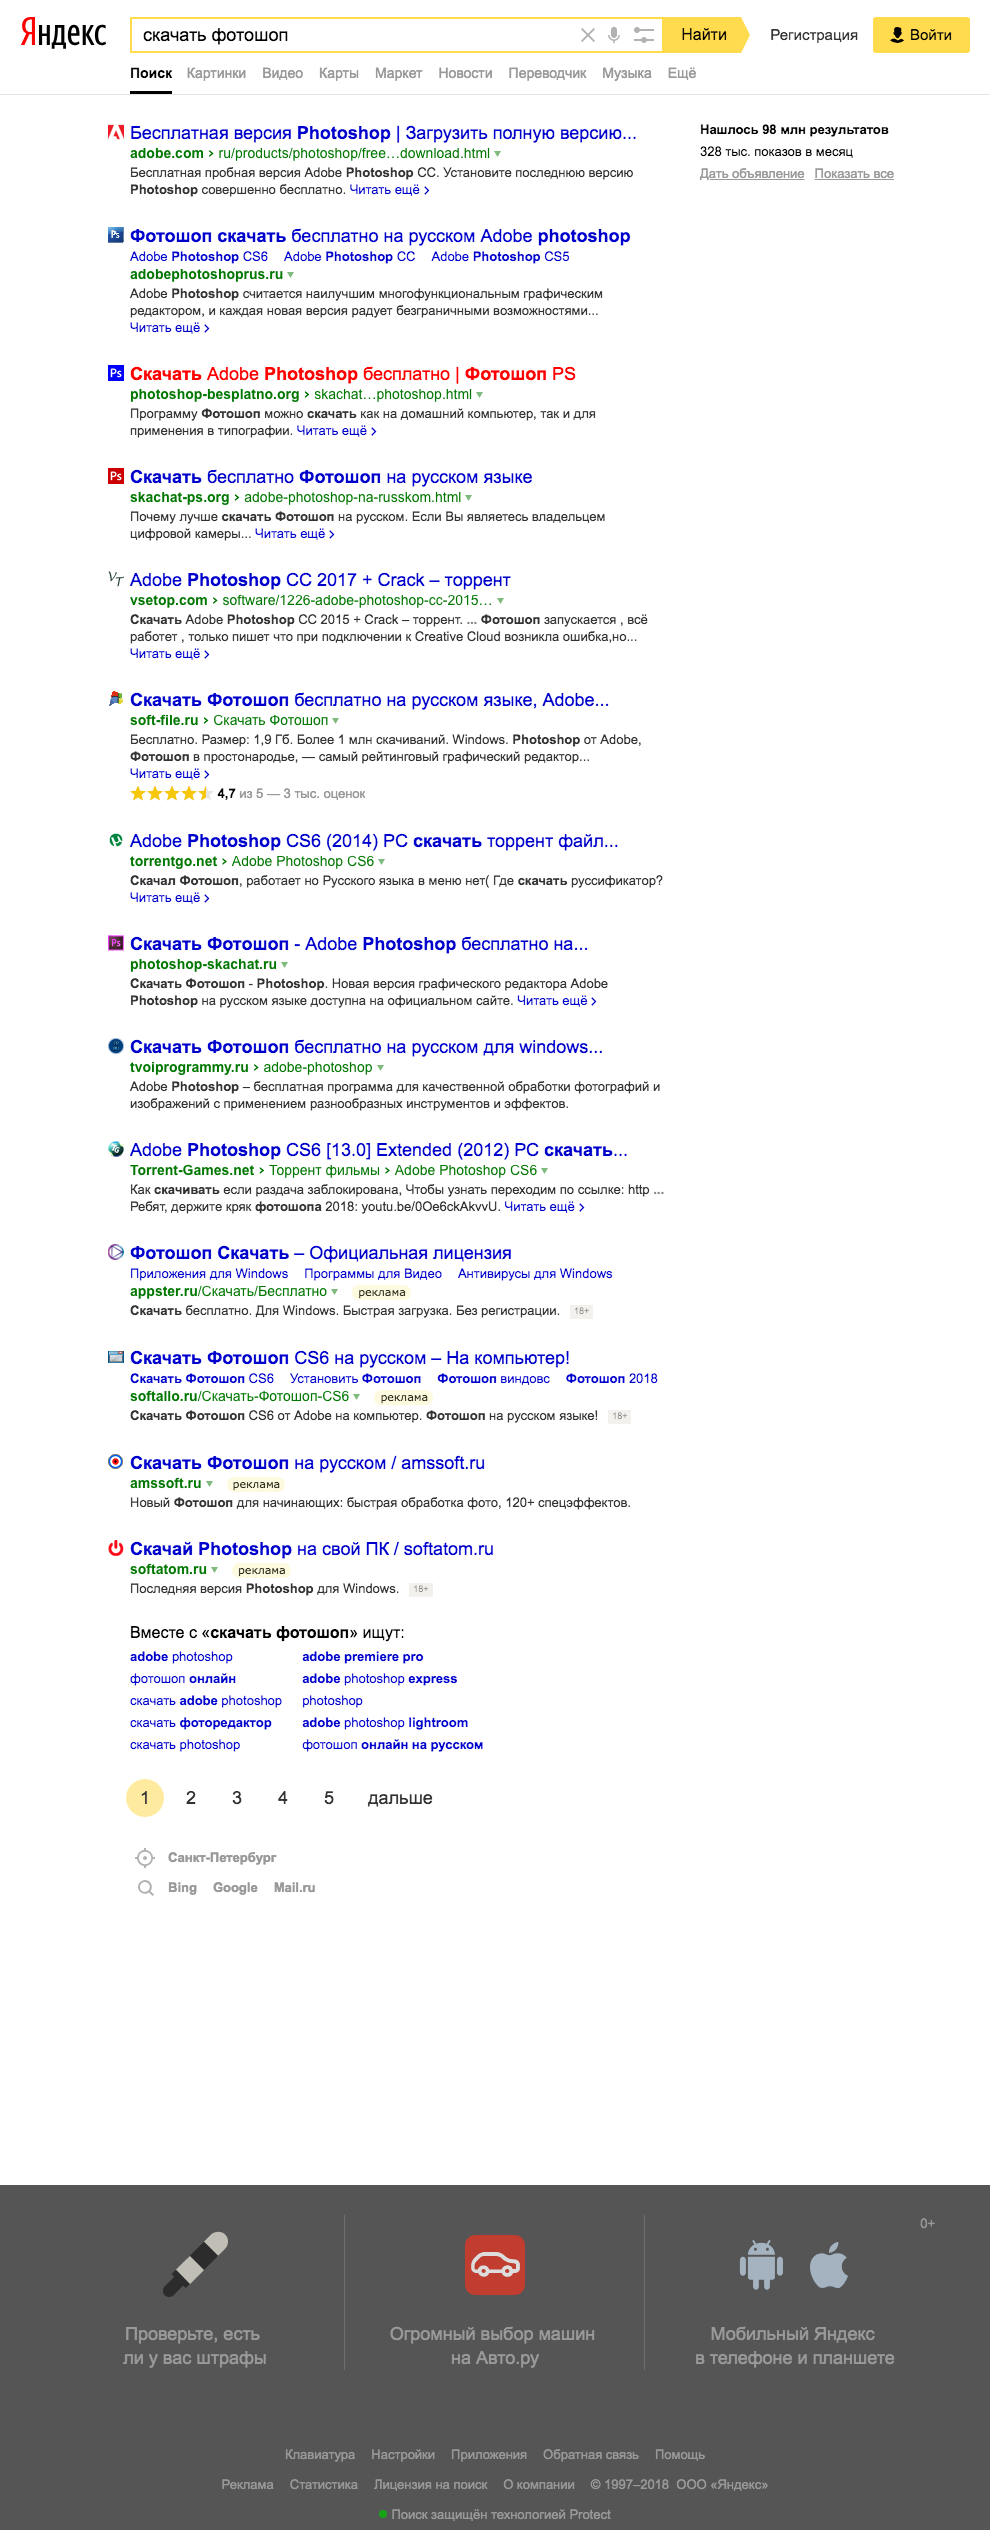 Яндекс
скачать фотошоп
Найти
Регистрация
Войти
Поиск Картинки Видео Карты Маркет Новости Переводчик Музыка Ещё
Бесплатная версия Photoshop | Загрузить полную версию...
adobe.com › ru/products/photoshop/free…download.html
Бесплатная пробная версия Adobe Photoshop CC. Установите последнюю версию
Photoshop совершенно бесплатно. Читать ещё ›
Нашлось 98 млн результатов
328 тыс. показов в месяц
Дать объявление Показать все
Фотошоп скачать бесплатно на русском Adobe photoshop
Adobe Photoshop CS6 Adobe Photoshop CC Adobe Photoshop CS5
adobephotoshoprus.ru
Adobe Photoshop считается наилучшим многофункциональным графическим
редактором, и каждая новая версия радует безграничными возможностями...
Читать ещё ›
Скачать Adobe Photoshop бесплатно | Фотошоп PS
photoshop-besplatno.org › skachat…photoshop.html
Программу Фотошоп можно скачать как на домашний компьютер, так и для
применения в типографии. Читать ещё ›
Скачать бесплатно Фотошоп на русском языке
skachat-ps.org › adobe-photoshop-na-russkom.html
Почему лучше скачать Фотошоп на русском. Если Вы являетесь владельцем
цифровой камеры... Читать ещё ›
Adobe Photoshop CC 2017 + Crack – торрент
vsetop.com › software/1226-adobe-photoshop-cc-2015…
Скачать Adobe Photoshop CC 2015 + Crack – торрент. ... Фотошоп запускается , всё
работет , только пишет что при подключении к Creative Cloud возникла ошибка,но...
Читать ещё ›
Скачать Фотошоп бесплатно на русском языке, Adobe...
soft-file.ru › Скачать Фотошоп
Бесплатно. Размер: 1,9 Гб. Более 1 млн скачиваний. Windows. Photoshop от Adobe,
Фотошоп в простонародье, — самый рейтинговый графический редактор...
Читать ещё ›
4,7 из 5 — 3 тыс. оценок
Adobe Photoshop CS6 (2014) PC скачать торрент файл...
torrentgo.net › Adobe Photoshop CS6
Скачал Фотошоп, работает но Русского языка в меню нет( Где скачать руссификатор?
Читать ещё ›
Скачать Фотошоп - Adobe Photoshop бесплатно на...
photoshop-skachat.ru
Скачать Фотошоп - Photoshop. Новая версия графического редактора Adobe
Photoshop на русском языке доступна на официальном сайте. Читать ещё ›
Скачать Фотошоп бесплатно на русском для windows...
tvoiprogrammy.ru › adobe-photoshop
Adobe Photoshop – бесплатная программа для качественной обработки фотографий и
изображений с применением разнообразных инструментов и эффектов.
Adobe Photoshop CS6 [13.0] Extended (2012) PC скачать...
Torrent-Games.net › Торрент фильмы › Adobe Photoshop CS6
Как скачивать если раздача заблокирована, Чтобы узнать переходим по ссылке: http ...
Ребят, держите кряк фотошопа 2018: youtu.be/0Oe6ckAkvvU. Читать ещё ›
Фотошоп Скачать – Официальная лицензия
Приложения для Windows Программы для Видео Антивирусы для Windows
appster.ru/Скачать/Бесплатно реклама
Скачать бесплатно. Для Windows. Быстрая загрузка. Без регистрации. 18+
Скачать Фотошоп CS6 на русском – На компьютер!
Скачать Фотошоп CS6 Установить Фотошоп Фотошоп виндовс Фотошоп 2018
softallo.ru/Скачать-Фотошоп-CS6 реклама
Скачать Фотошоп CS6 от Adobe на компьютер. Фотошоп на русском языке! 18+
Скачать Фотошоп на русском / amssoft.ru
amssoft.ru реклама
Новый Фотошоп для начинающих: быстрая обработка фото, 120+ спецэффектов.
Скачай Photoshop на свой ПК / softatom.ru
softatom.ru реклама
Последняя версия Photoshop для Windows. 18+
Вместе с «скачать фотошоп» ищут:
adobe photoshop adobe premiere pro
фотошоп онлайн adobe photoshop express
скачать adobe photoshop photoshop
скачать фоторедактор adobe photoshop lightroom
скачать photoshop фотошоп онлайн на русском
1 2 3 4 5 дальше
Санкт-Петербург
Bing Google Mail.ru
0+
Проверьте, есть
ли у вас штрафы
Огромный выбор машин
на Авто.ру
Мобильный Яндекс
в телефоне и планшете
Клавиатура Настройки Приложения Обратная связь Помощь
Реклама Статистика Лицензия на поиск О компании © 1997–2018 ООО «Яндекс»
Поиск защищён технологией Protect